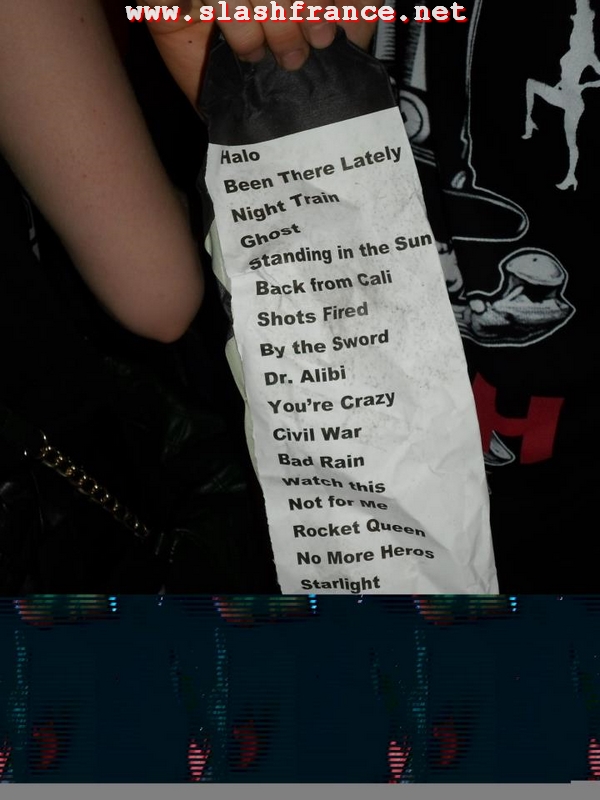 www.slashfrance.net
Halo
Been There Lately
Night Train
Ghost
standing in the Sun
Back from Cali
Shots Fired
By the Sword
Dr. Alibi
You're Crazy
Civil War
Bad Rain
watch this
Not for Me
Rocket Queen
No More Heros
Starlight
H